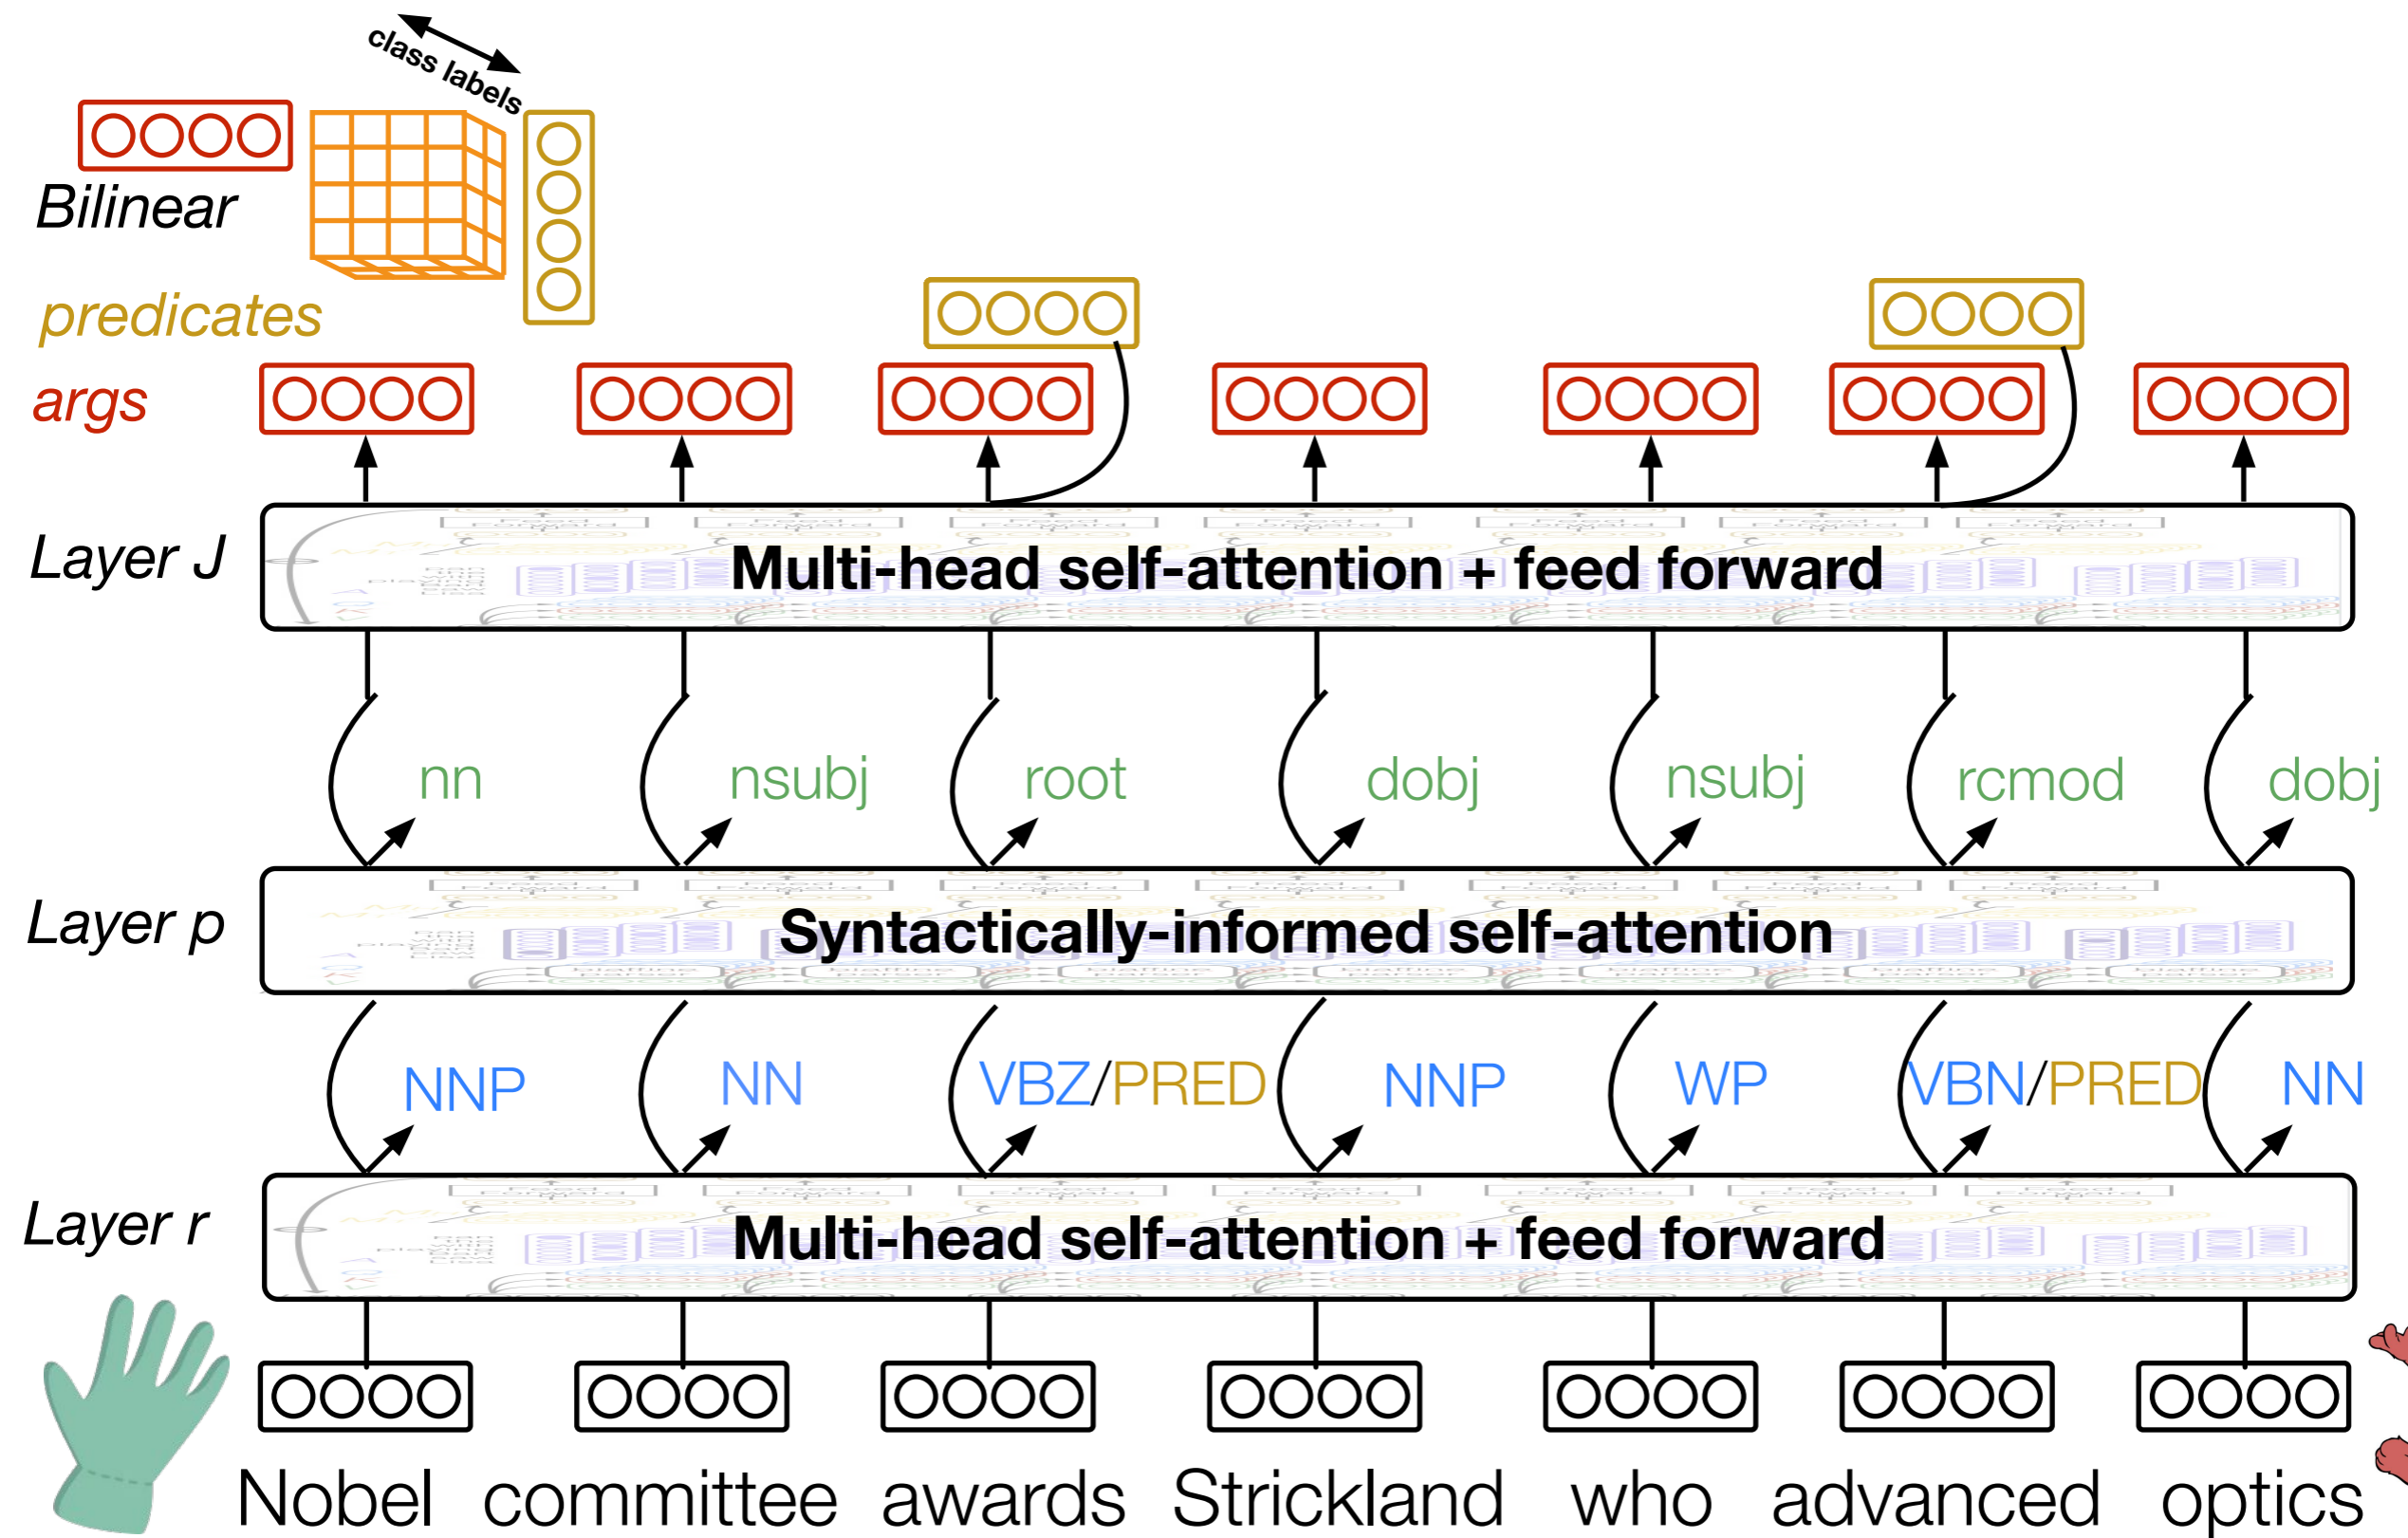 class labels
Bilinear
predicates
args
Layer J
Multi-head self-attention + feed forward
nn nsubj root dobj nsubj rcmod dobj
Layer p
Syntactically-informed self-attention
NNP NN VBZ/PRED NNP WP VBN/PRED NN
Layer r
Multi-head self-attention + feed forward
Nobel committee awards Strickland who advanced optics